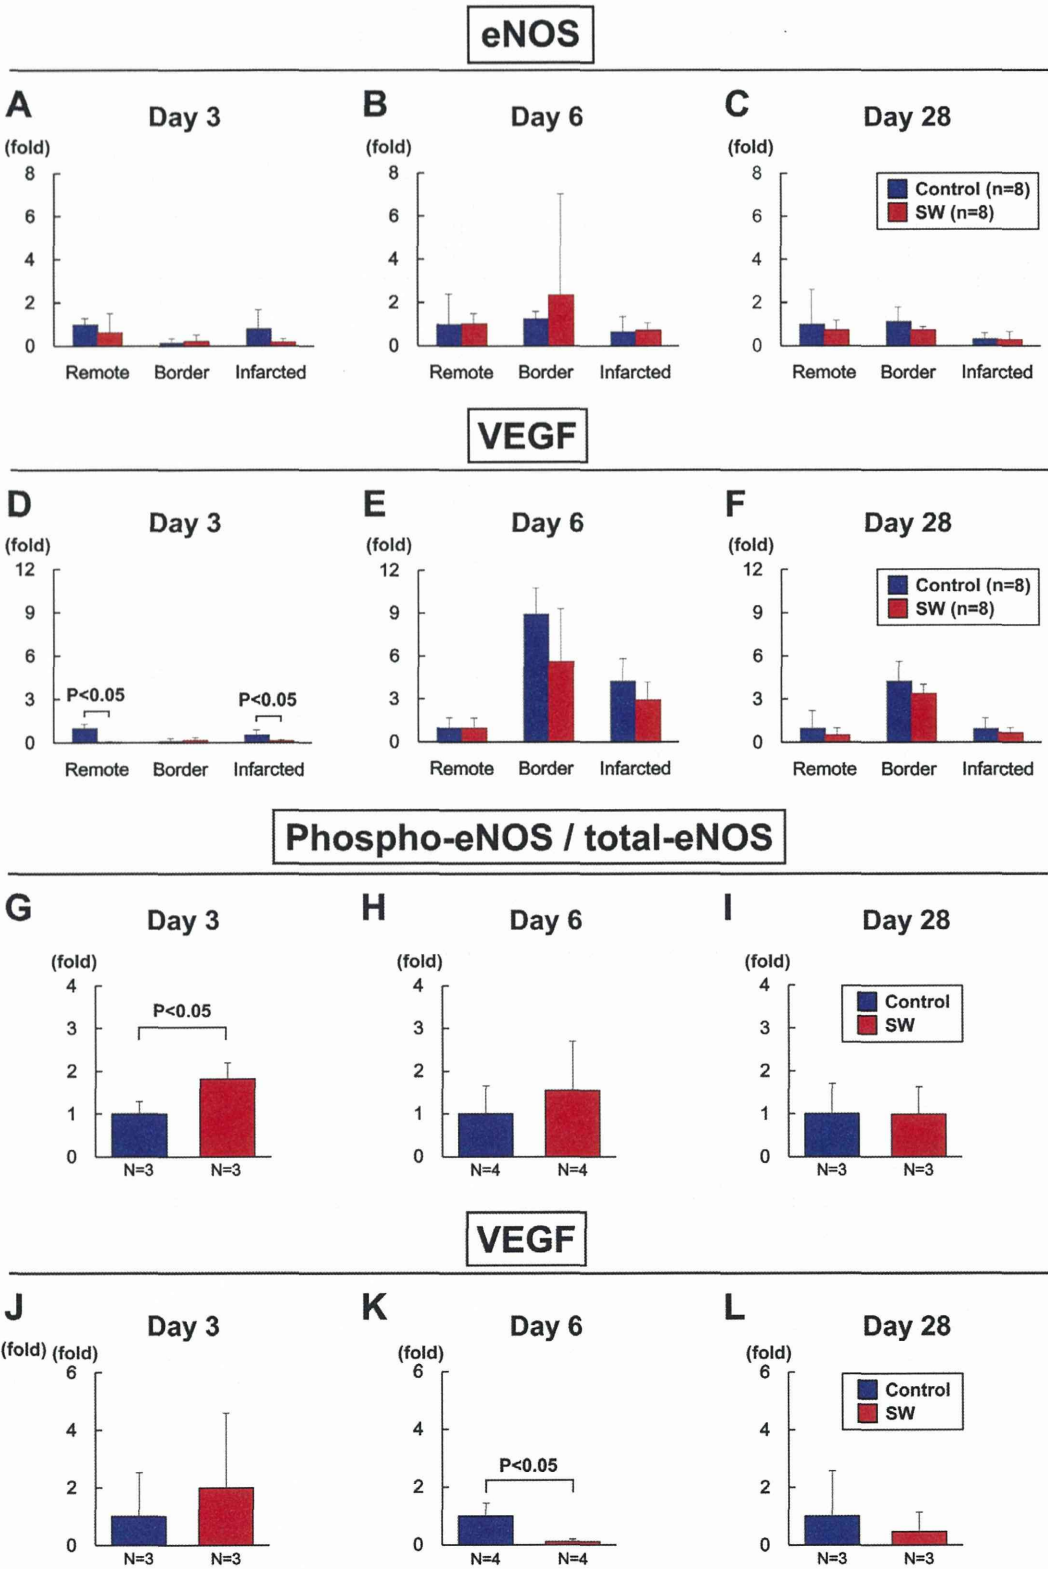 eNOS
A B C
Day 3 Day 6 Day 28
(fold) (fold) (fold)
8 8 8
Control (n=8)
6 6 6
SW (n=8)
4 4 4
2 2 2
0 0 0
Remote Border Infarcted Remote Border Infarcted Remote Border Infarcted
VEGF
D E F
Day 3 Day 6 Day 28
(fold) (fold) (fold)
12 12 12
Control (n=8)
9 9 9
SW (n=8)
6 6 6
P<0.05 P<0.05
3 3 3
0 0 0
Remote Border Infarcted Remote Border Infarcted Remote Border Infarcted
Phospho-eNOS / total-eNOS
G H I
Day 3 Day 6 Day 28
(fold) (fold) (fold)
4 4 4
Control
P<0.05
3 3 3
SW
2 2 2
1 1 1
0 0 0
N=3 N=3 N=4 N=4 N=3 N=3
VEGF
J K L
Day 3 Day 6 Day 28
(fold) (fold) (fold) (fold)
6 6 6
Control
SW
4 4 4
P<0.05
2 2 2
0 0 0
N=3 N=3 N=4 N=4 N=3 N=3